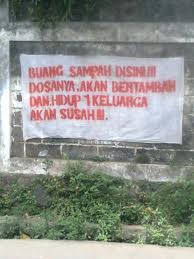 BUANG SAMPAH DISINI!!!
DOSANYA.AKAN BERTAMBAH
DAN.HIDUP 1 KELUARGA
AKAN SUSAH!!!.